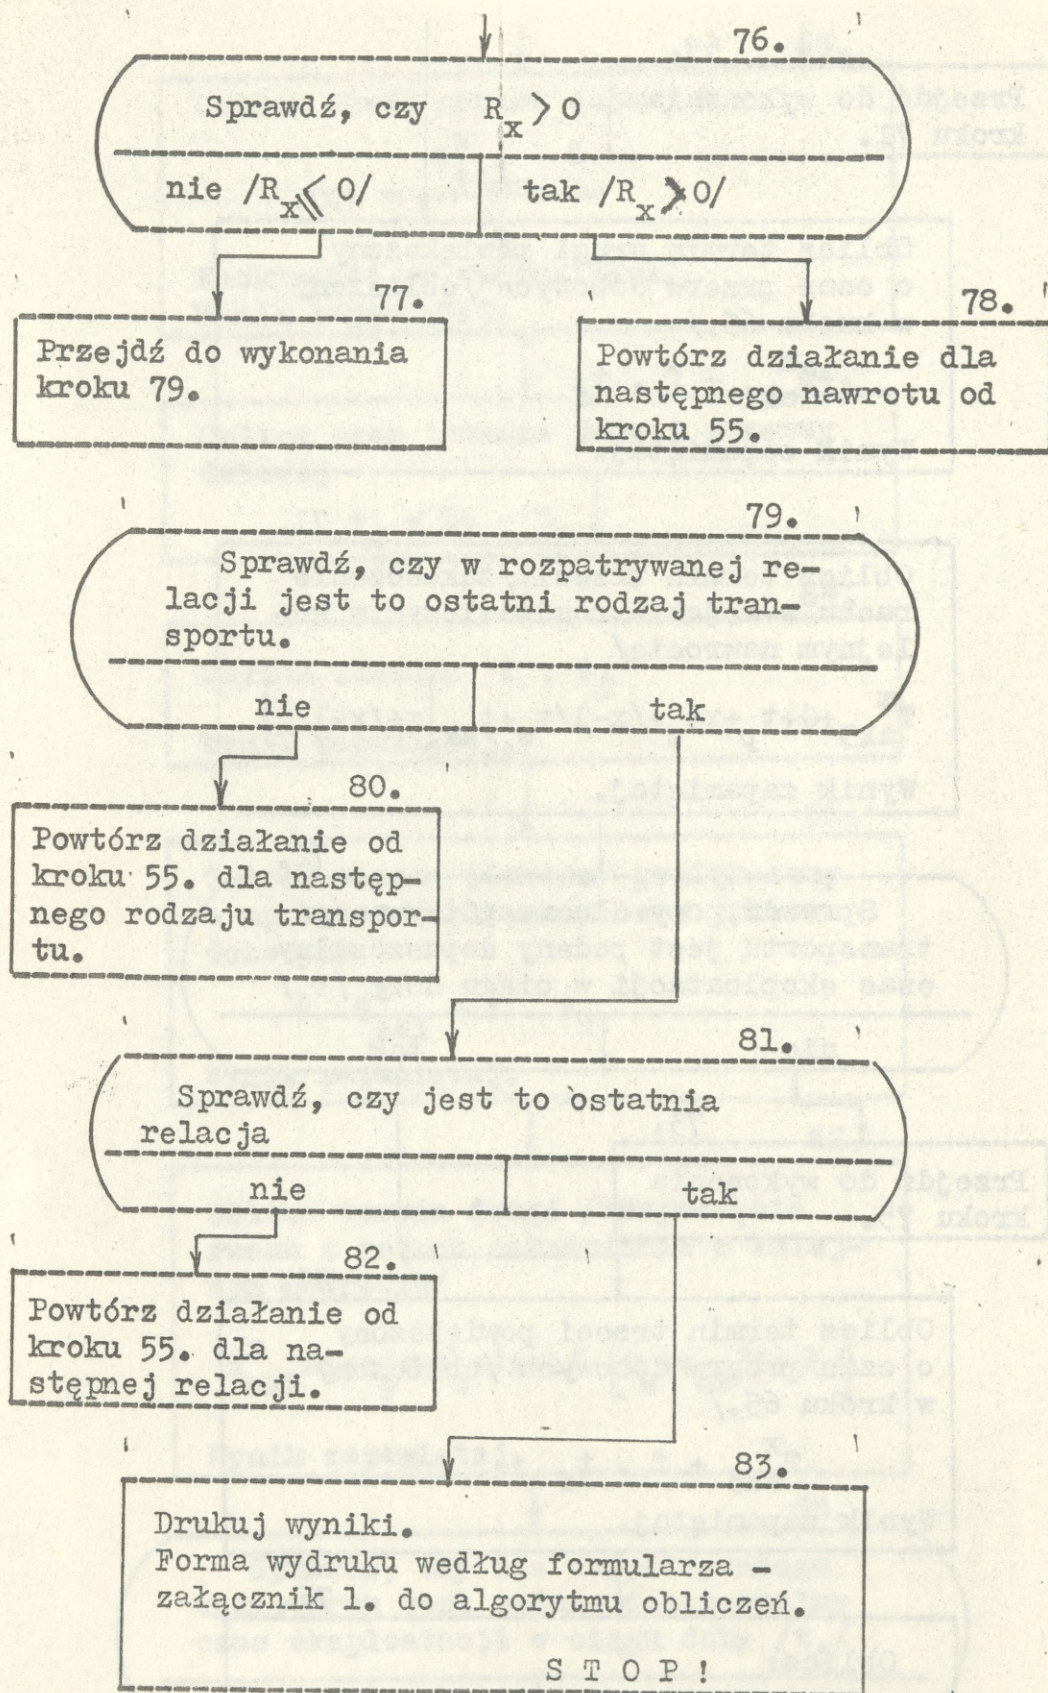 76.
Sprawdź, czy R_x > 0
nie /R_x ⩽ 0/ tak /R_x > 0/
77.
Przejdź do wykonania
kroku 79.
78.
Powtórz działanie dla
następnego nawrotu od
kroku 55.
79.
Sprawdź, czy w rozpatrywanej re-
lacji jest to ostatni rodzaj tran-
sportu.
nie tak
80.
Powtórz działanie od
kroku 55. dla następ-
nego rodzaju transpor-
tu.
81.
Sprawdź, czy jest to ostatnia
relacja
nie tak
82.
Powtórz działanie od
kroku 55. dla na-
stępnej relacji.
83.
Drukuj wyniki.
Forma wydruku według formularza -
załącznik 1. do algorytmu obliczeń.
S T O P !